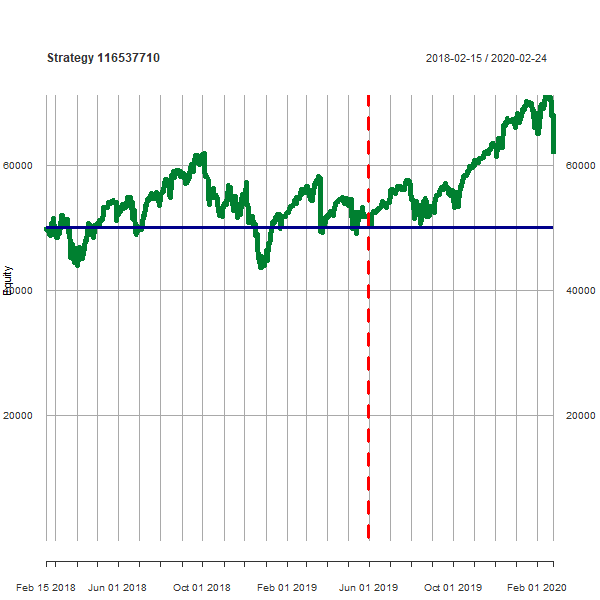 Strategy 116537710
2018-02-15 / 2020-02-24
60000
60000
Equity
40000
40000
20000
20000
Feb 15 2018
Jun 01 2018
Oct 01 2018
Feb 01 2019
Jun 01 2019
Oct 01 2019
Feb 01 2020